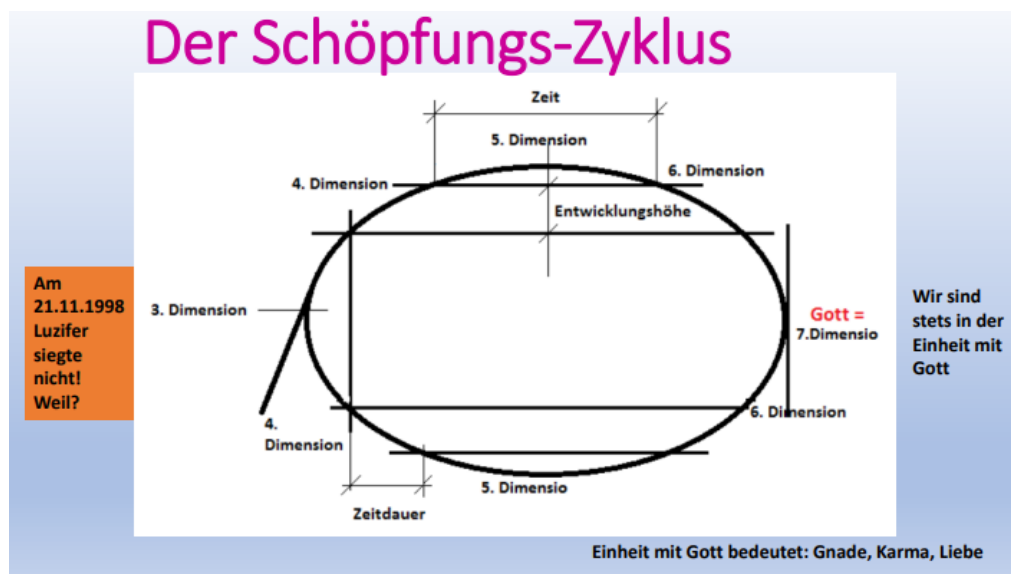 Der Schöpfungs-Zyklus
Zeit
5. Dimension
4. Dimension
6. Dimension
Entwicklungshöhe
Am
21.11.1998
Luzifer
siegte
nicht!
Weil?
3. Dimension
Gott =
7.Dimensio
Wir sind
stets in der
Einheit mit
Gott
4.
Dimension
6. Dimension
5. Dimensio
Zeitdauer
Einheit mit Gott bedeutet: Gnade, Karma, Liebe